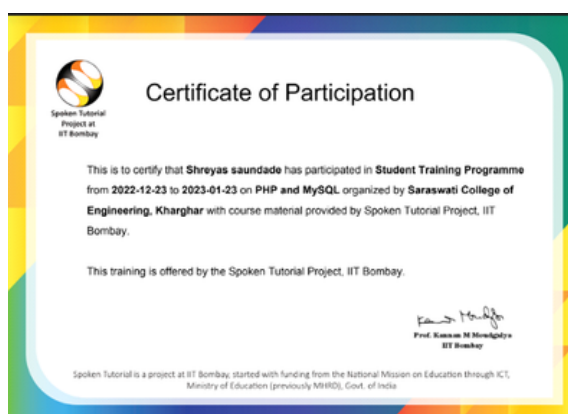 Spoken Tutorial
Project at
IIT Bombay
Certificate of Participation
This is to certify that Shreyas saundade has participated in Student Training Programme
from 2022-12-23 to 2023-01-23 on PHP and MySQL organized by Saraswati College of
Engineering, Kharghar with course material provided by Spoken Tutorial Project, IIT
Bombay.
This training is offered by the Spoken Tutorial Project, IIT Bombay.
Prof. Kannan M Moudgalya
IIT Bombay
Spoken Tutorial is a project at IIT Bombay, started with funding from the National Mission on Education through ICT,
Ministry of Education (previously MHRD), Govt. of India